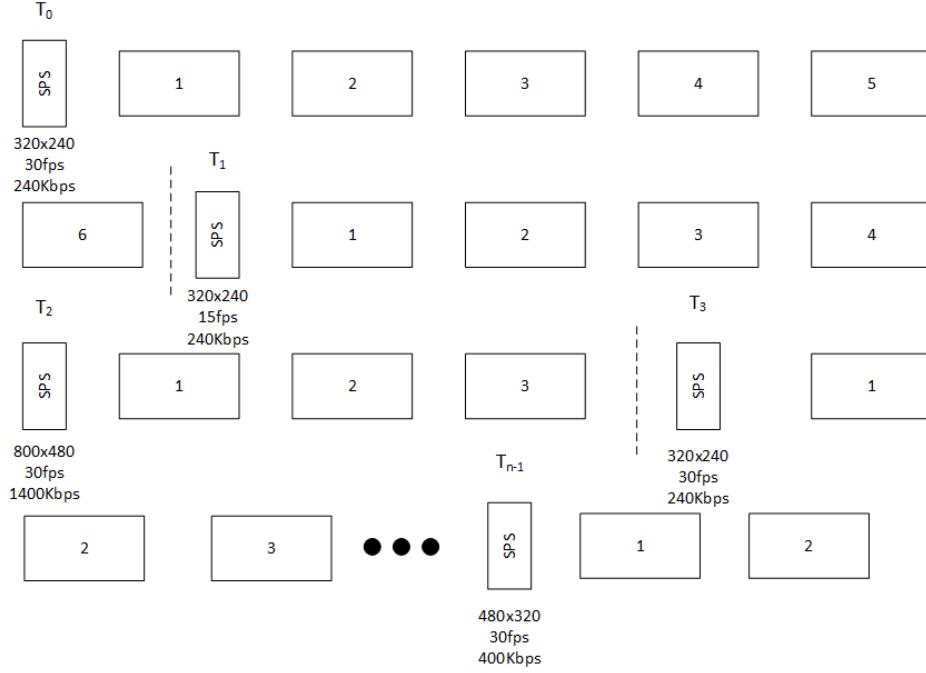 T0
SPS
1
2
3
4
5
320x240
30fps
240Kbps
6
T1
SPS
1
2
3
4
320x240
15fps
240Kbps
T2
SPS
1
2
3
T3
SPS
1
800x480
30fps
1400Kbps
320x240
30fps
240Kbps
2
3
Tn-1
SPS
1
2
480x320
30fps
400Kbps